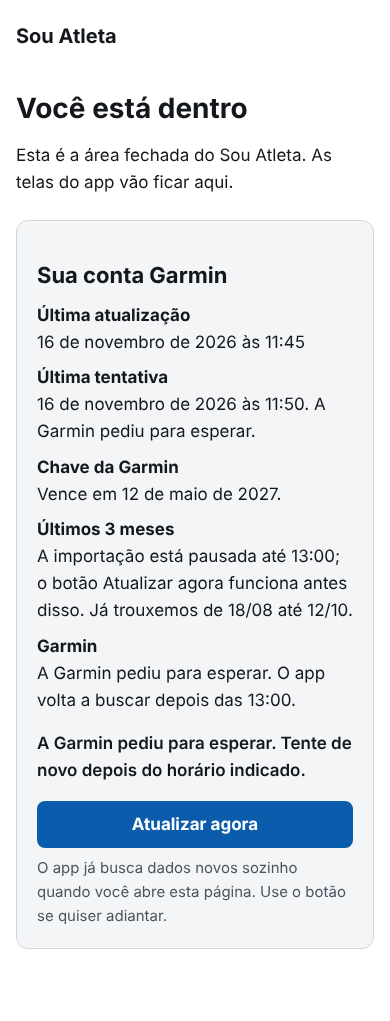 Sou Atleta
Você está dentro
Esta é a área fechada do Sou Atleta. As
telas do app vão ficar aqui.
Sua conta Garmin
Última atualização
16 de novembro de 2026 às 11:45
Última tentativa
16 de novembro de 2026 às 11:50. A
Garmin pediu para esperar.
Chave da Garmin
Vence em 12 de maio de 2027.
Últimos 3 meses
A importação está pausada até 13:00;
o botão Atualizar agora funciona antes
disso. Já trouxemos de 18/08 até 12/10.
Garmin
A Garmin pediu para esperar. O app
volta a buscar depois das 13:00.
A Garmin pediu para esperar. Tente de
novo depois do horário indicado.
Atualizar agora
O app já busca dados novos sozinho
quando você abre esta página. Use o botão
se quiser adiantar.